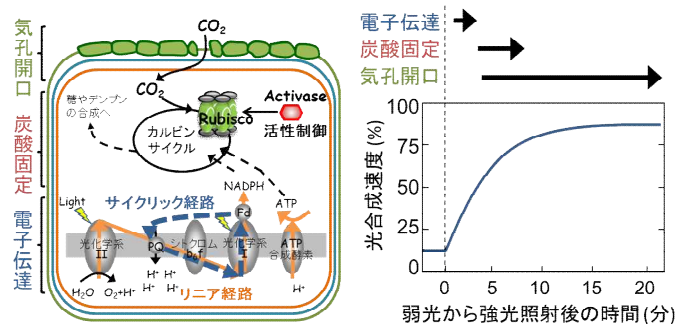 気孔開口
炭酸固定
電子伝達
CO2
CO2
糖やデンプン
の合成へ
カルビン
サイクル
Rubisco
Activase
活性制御
NADPH
ATP
Light
サイクリック経路
Fd
光化学系
II
PQ
シトクロム
b6f
光化学系
I
ATP
合成酵素
H2O
O2+H+
H+
H+
H+
H+
リニア経路
H+
電子伝達
炭酸固定
気孔開口
光合成速度(%)
100
75
50
25
0
0
5
10
15
20
弱光から強光照射後の時間(分)